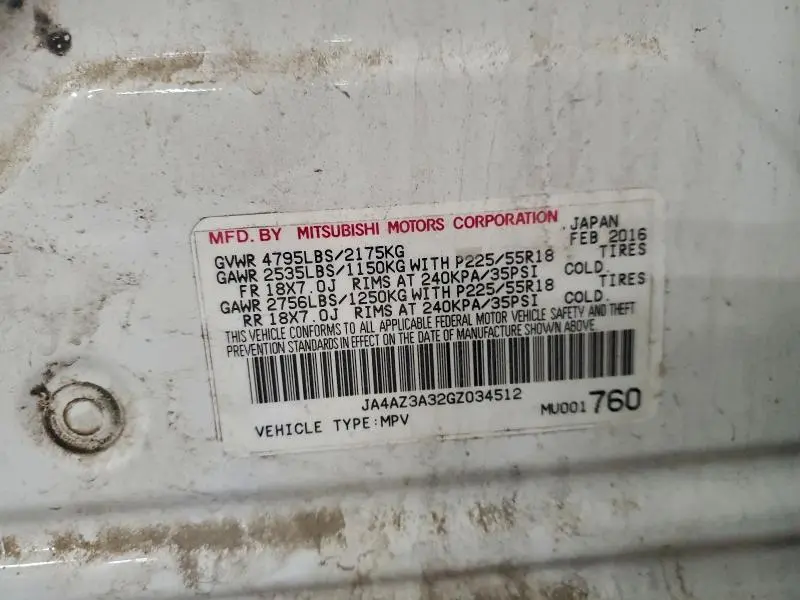 MFD. BY MITSUBISHI MOTORS CORPORATION JAPAN
GVWR 4795LBS/2175KG FEB 2016
GAWR 2535LBS/1150KG WITH P225/55R18 TIRES
FR 18X7.0J RIMS AT 240KPA/35PSI COLD.
GAWR 2756LBS/1250KG WITH P225/55R18 TIRES
RR 18X7.0J RIMS AT 240KPA/35PSI COLD.
THIS VEHICLE CONFORMS TO ALL APPLICABLE FEDERAL MOTOR VEHICLE SAFETY AND THEFT
PREVENTION STANDARDS IN EFFECT ON THE DATE OF MANUFACTURE SHOWN ABOVE.
JA4AZ3A32GZ034512
VEHICLE TYPE:MPV MU001760